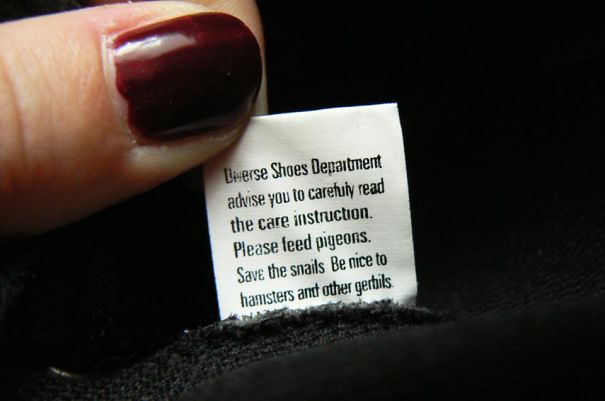 Diverse Shoes Department
advise you to carefuly read
the care instruction.
Please feed pigeons.
Save the snails Be nice to
hamsters and other gerbils.